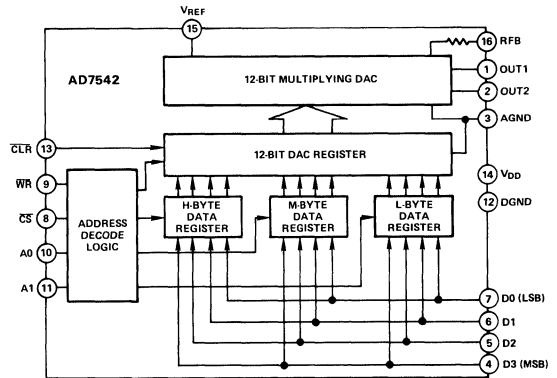 VREF
15
AD7542
16 RFB
12-BIT MULTIPLYING DAC
1 OUT1
2 OUT2
3 AGND
CLR 13
12-BIT DAC REGISTER
14 VDD
WR 9
12 DGND
CS 8
ADDRESS
DECODE
LOGIC
H-BYTE
DATA
REGISTER
M-BYTE
DATA
REGISTER
L-BYTE
DATA
REGISTER
A0 10
A1 11
7 D0 (LSB)
6 D1
5 D2
4 D3 (MSB)